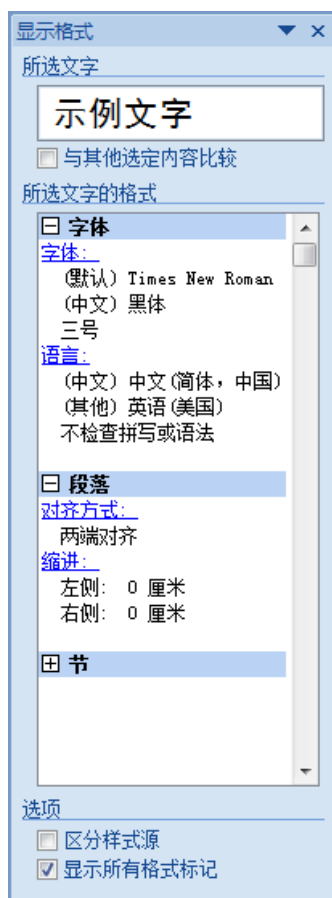 显示格式
所选文字
示例文字
与其他选定内容比较
所选文字的格式
字体
字体:
(默认) Times New Roman
(中文) 黑体
三号
语言:
(中文) 中文(简体，中国)
(其他) 英语(美国)
不检查拼写或语法
段落
对齐方式:
两端对齐
缩进:
左侧: 0 厘米
右侧: 0 厘米
节
选项
区分样式源
显示所有格式标记